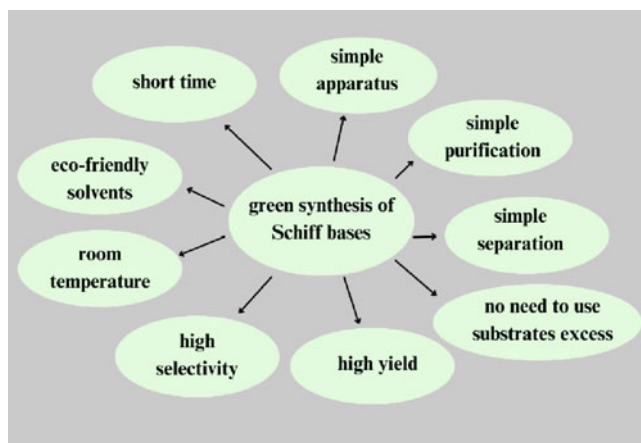 short time
simple
apparatus
simple
purification
eco-friendly
solvents
green synthesis of
Schiff bases
simple
separation
room
temperature
no need to use
substrates excess
high
selectivity
high yield